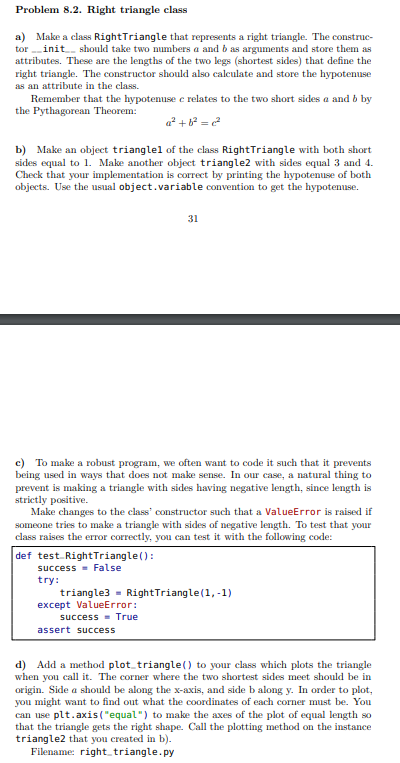 Problem 8.2. Right triangle class
a) Make a class RightTriangle that represents a right triangle. The construc-
tor __init__ should take two numbers a and b as arguments and store them as
attributes. These are the lengths of the two legs (shortest sides) that define the
right triangle. The constructor should also calculate and store the hypotenuse
as an attribute in the class.
Remember that the hypotenuse c relates to the two short sides a and b by
the Pythagorean Theorem:
a² + b² = c²
b) Make an object triangle1 of the class RightTriangle with both short
sides equal to 1. Make another object triangle2 with sides equal 3 and 4.
Check that your implementation is correct by printing the hypotenuse of both
objects. Use the usual object.variable convention to get the hypotenuse.
31
c) To make a robust program, we often want to code it such that it prevents
being used in ways that does not make sense. In our case, a natural thing to
prevent is making a triangle with sides having negative length, since length is
strictly positive.
Make changes to the class' constructor such that a ValueError is raised if
someone tries to make a triangle with sides of negative length. To test that your
class raises the error correctly, you can test it with the following code:
def test_RightTriangle():
success = False
try:
triangle3 = RightTriangle(1,-1)
except ValueError:
success = True
assert success
d) Add a method plot_triangle() to your class which plots the triangle
when you call it. The corner where the two shortest sides meet should be in
origin. Side a should be along the x-axis, and side b along y. In order to plot,
you might want to find out what the coordinates of each corner must be. You
can use plt.axis("equal") to make the axes of the plot of equal length so
that the triangle gets the right shape. Call the plotting method on the instance
triangle2 that you created in b).
Filename: right_triangle.py